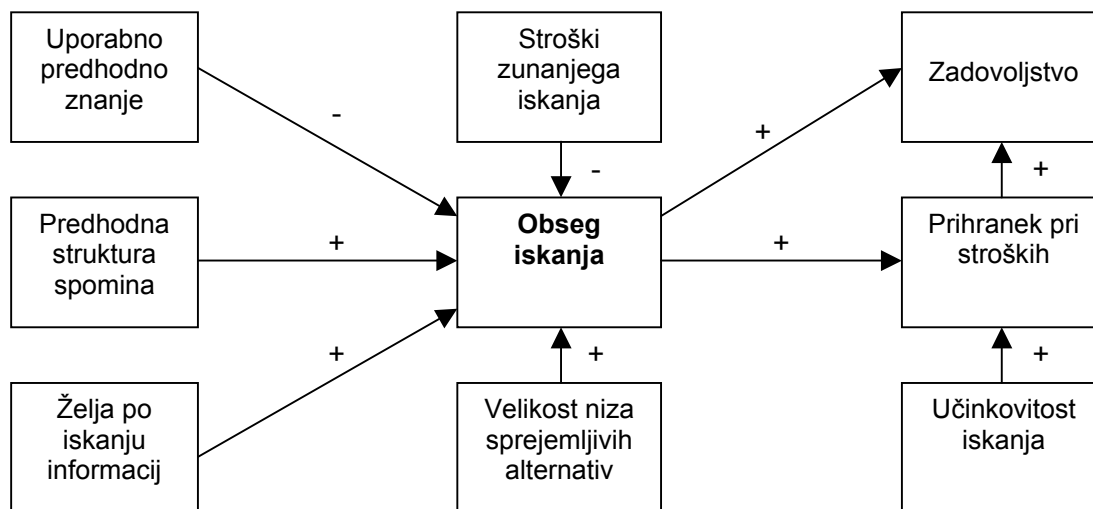 Uporabno
predhodno
znanje
Stroški
zunanjega
iskanja
Zadovoljstvo
-
+
-
+
Predhodna
struktura
spomina
+
Obseg
iskanja
+
Prihranek pri
stroških
+
+
+
Želja po
iskanju
informacij
Velikost niza
sprejemljivih
alternativ
Učinkovitost
iskanja